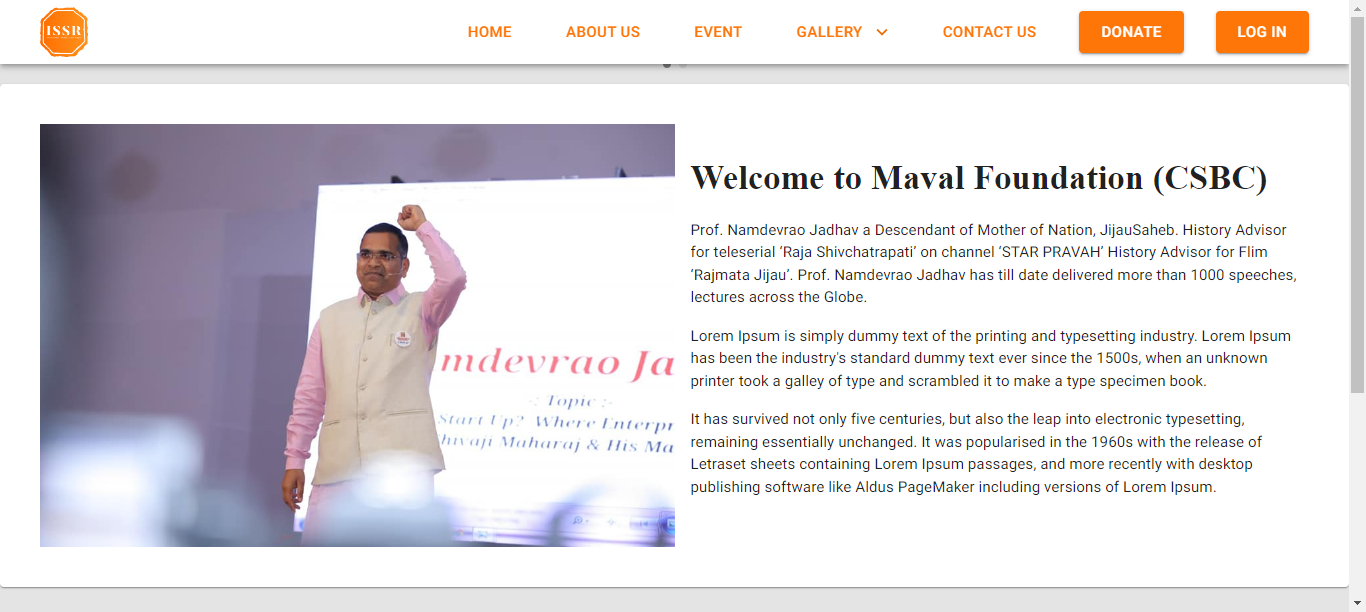 ISSR
HOME
ABOUT US
EVENT
GALLERY
CONTACT US
DONATE
LOG IN
mdevrao Ja
-: Topic :-
Start Up? Where Enterpr
hivaji Maharaj & His Ma
Welcome to Maval Foundation (CSBC)
Prof. Namdevrao Jadhav a Descendant of Mother of Nation, JijauSaheb. History Advisor
for teleserial ‘Raja Shivchatrapati’ on channel ‘STAR PRAVAH’ History Advisor for Flim
‘Rajmata Jijau’. Prof. Namdevrao Jadhav has till date delivered more than 1000 speeches,
lectures across the Globe.
Lorem Ipsum is simply dummy text of the printing and typesetting industry. Lorem Ipsum
has been the industry's standard dummy text ever since the 1500s, when an unknown
printer took a galley of type and scrambled it to make a type specimen book.
It has survived not only five centuries, but also the leap into electronic typesetting,
remaining essentially unchanged. It was popularised in the 1960s with the release of
Letraset sheets containing Lorem Ipsum passages, and more recently with desktop
publishing software like Aldus PageMaker including versions of Lorem Ipsum.